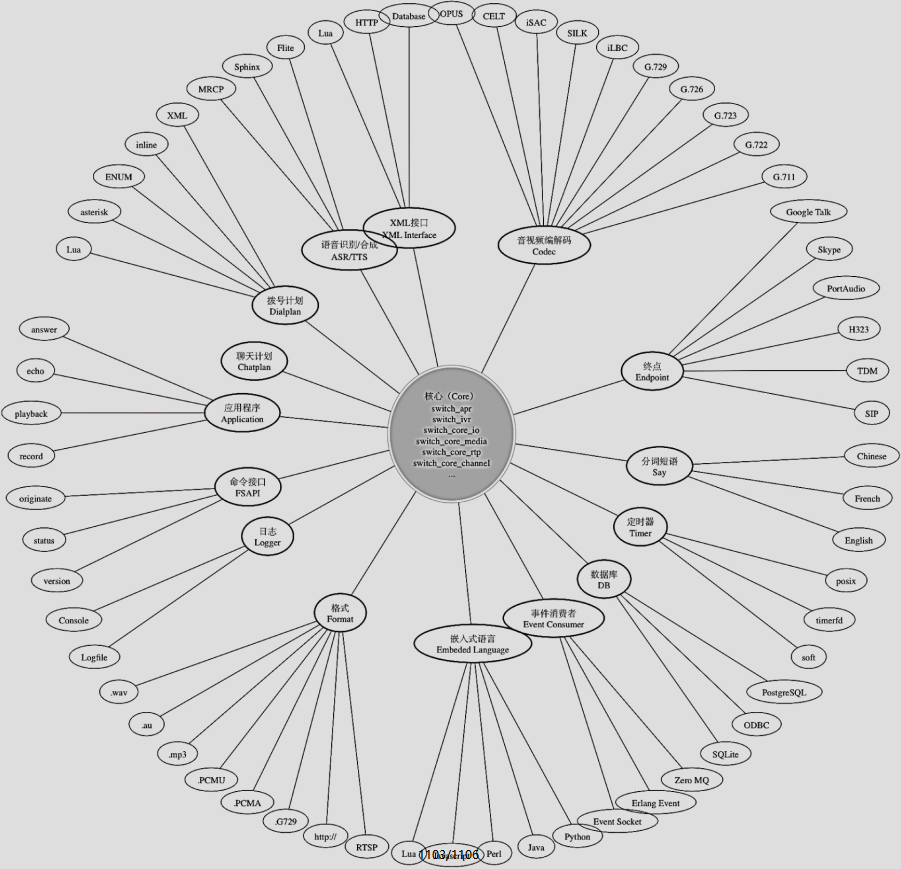 OPUS
CELT
iSAC
SILK
iLBC
G.729
G.726
G.723
G.722
G.711
音视频编解码
Codec
Google Talk
Skype
PortAudio
H323
TDM
SIP
终点
Endpoint
Chinese
French
English
分词短语
Say
posix
timerfd
soft
定时器
Timer
PostgreSQL
ODBC
SQLite
数据库
DB
Zero MQ
Erlang Event
Event Socket
事件消费者
Event Consumer
Python
Java
Perl
Lua
嵌入式语言
Embeded Language
1103/1106
RTSP
http://
.G729
.PCMA
.PCMU
.mp3
.au
.wav
格式
Format
Logfile
Console
日志
Logger
version
status
originate
命令接口
FSAPI
record
playback
echo
answer
应用程序
Application
聊天计划
Chatplan
Lua
asterisk
ENUM
inline
XML
拨号计划
Dialplan
MRCP
Sphinx
Flite
语音识别/合成
ASR/TTS
Lua
HTTP
Database
XML接口
XML Interface
核心（Core）
switch_apr
switch_ivr
switch_core_io
switch_core_media
switch_core_rtp
switch_core_channel
...